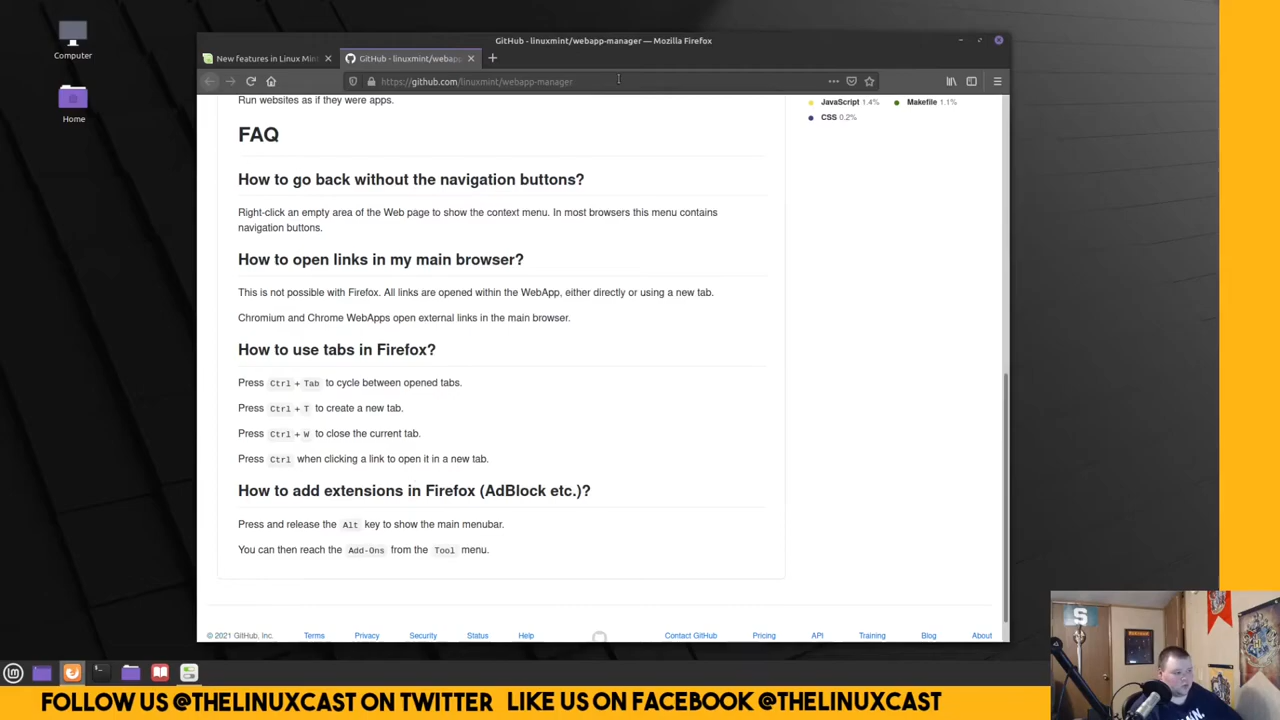 Computer
Home
GitHub - linuxmint/webapp-manager — Mozilla Firefox
New features in Linux Mint
GitHub - linuxmint/webapp
https://github.com/linuxmint/webapp-manager
Run websites as if they were apps.
JavaScript 1.4%
Makefile 1.1%
CSS 0.2%
FAQ
How to go back without the navigation buttons?
Right-click an empty area of the Web page to show the context menu. In most browsers this menu contains
navigation buttons.
How to open links in my main browser?
This is not possible with Firefox. All links are opened within the WebApp, either directly or using a new tab.
Chromium and Chrome WebApps open external links in the main browser.
How to use tabs in Firefox?
Press Ctrl + Tab to cycle between opened tabs.
Press Ctrl + T to create a new tab.
Press Ctrl + W to close the current tab.
Press Ctrl when clicking a link to open it in a new tab.
How to add extensions in Firefox (AdBlock etc.)?
Press and release the Alt key to show the main menubar.
You can then reach the Add-Ons from the Tool menu.
© 2021 GitHub, Inc. Terms Privacy Security Status Help Contact GitHub Pricing API Training Blog About
S
FOLLOW US @THELINUXCAST ON TWITTER LIKE US ON FACEBOOK @THELINUXCAST